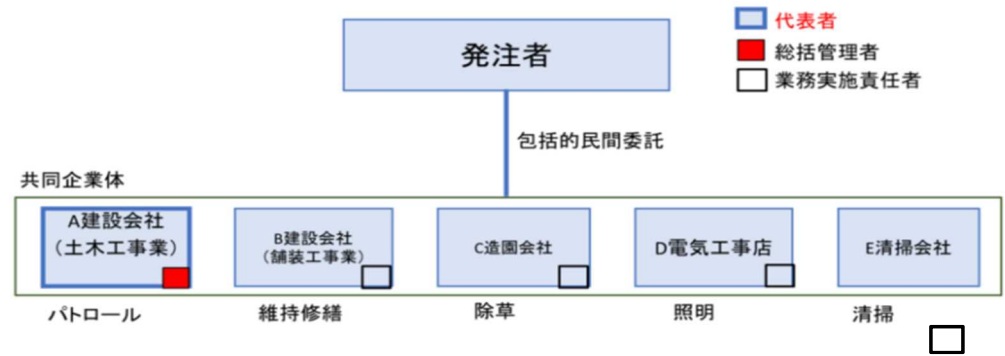 発注者
代表者
総括管理者
業務実施責任者
包括的民間委託
共同企業体
A建設会社
（土木工事業）
B建設会社
（舗装工事業）
C造園会社
D電気工事店
E清掃会社
パトロール
維持修繕
除草
照明
清掃